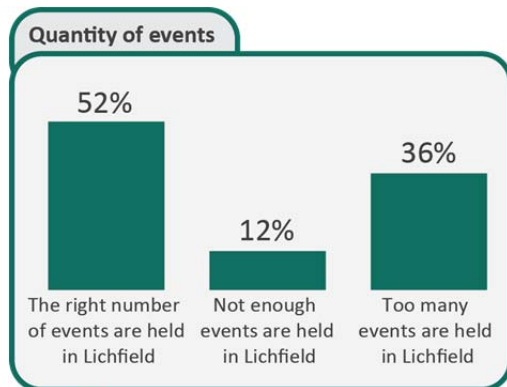 Quantity of events
52%
12%
36%
The right number
of events are held
in Lichfield
Not enough
events are held
in Lichfield
Too many
events are held
in Lichfield